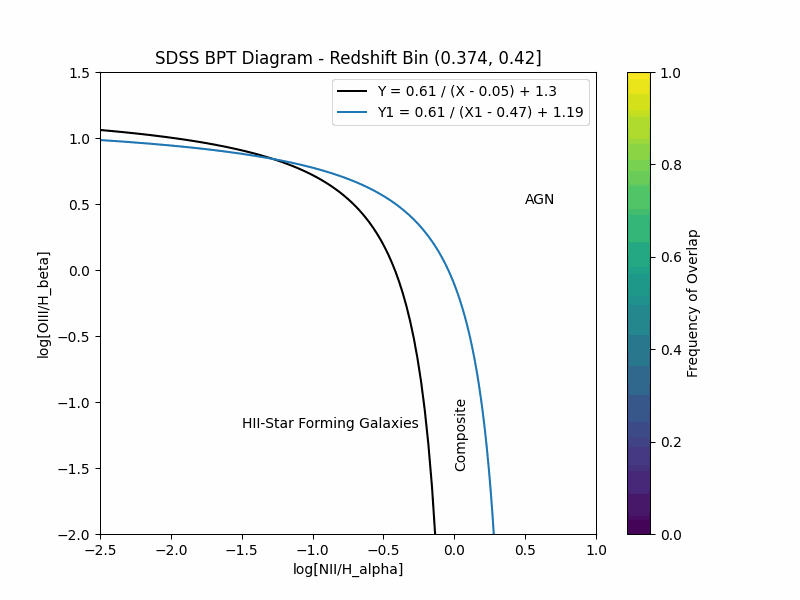 SDSS BPT Diagram - Redshift Bin (0.374, 0.42]
Y = 0.61 / (X - 0.05) + 1.3
Y1 = 0.61 / (X1 - 0.47) + 1.19
1.5
1.0
0.5
0.0
−0.5
−1.0
−1.5
−2.0
log[OIII/H_beta]
AGN
HII-Star Forming Galaxies
Composite
−2.5
−2.0
−1.5
−1.0
−0.5
0.0
0.5
1.0
log[NII/H_alpha]
1.0
0.8
0.6
0.4
0.2
0.0
Frequency of Overlap